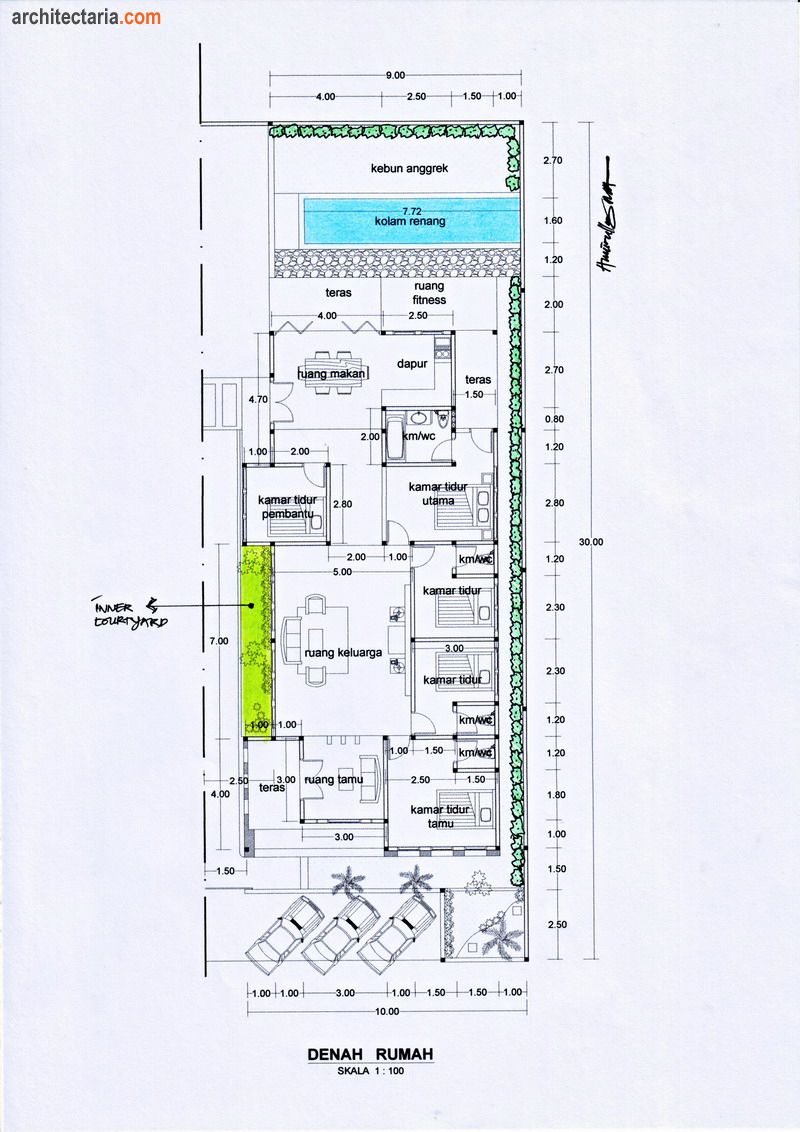 architectaria.com
9.00
4.00 2.50 1.50 1.00
kebun anggrek
2.70
7.72
kolam renang
1.60
1.20
teras
ruang
fitness
2.00
4.00 2.50
dapur
ruang makan
teras
2.70
1.50
4.70
0.80
2.00
km/wc
1.20
1.00 2.00
kamar tidur
utama
kamar tidur
pembantu
2.80
2.80
30.00
2.00 1.00
km/wc
1.20
5.00
kamar tidur
2.30
INNER
COURTYARD
7.00
3.00
ruang keluarga
kamar tidur
2.30
km/wc
1.20
1.00 1.00
1.00 1.50
km/wc
1.20
2.50
teras
3.00
ruang tamu
2.50 1.50
4.00
1.80
kamar tidur
tamu
3.00
1.00
1.50
1.50
2.50
1.00 1.00 3.00 1.00 1.50 1.50 1.00
10.00
DENAH RUMAH
SKALA 1 : 100